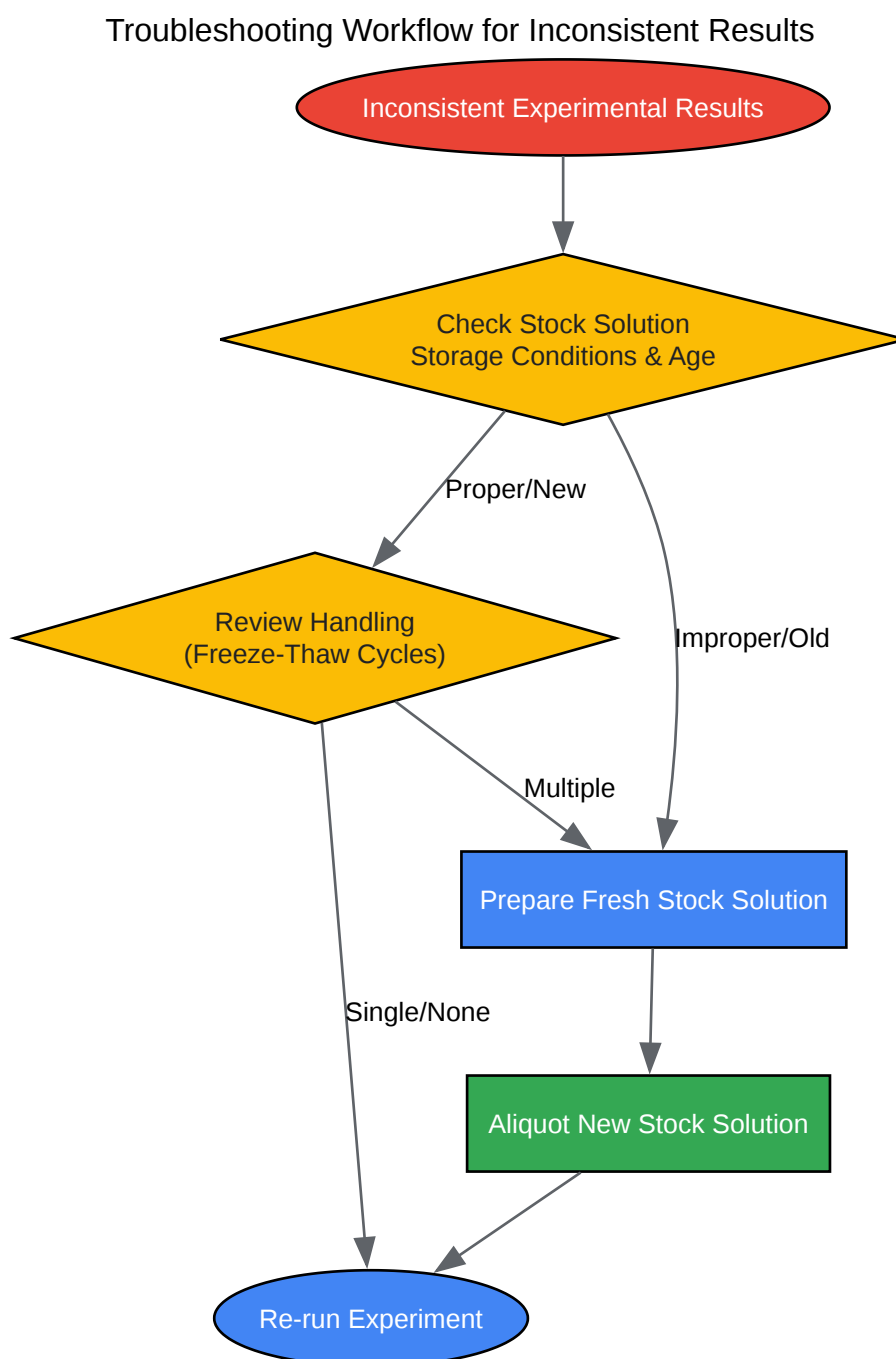 Troubleshooting Workflow for Inconsistent Results
Inconsistent Experimental Results
Check Stock Solution
Storage Conditions & Age
Proper/New
Review Handling
(Freeze-Thaw Cycles)
Improper/Old
Multiple
Prepare Fresh Stock Solution
Single/None
Aliquot New Stock Solution
Re-run Experiment